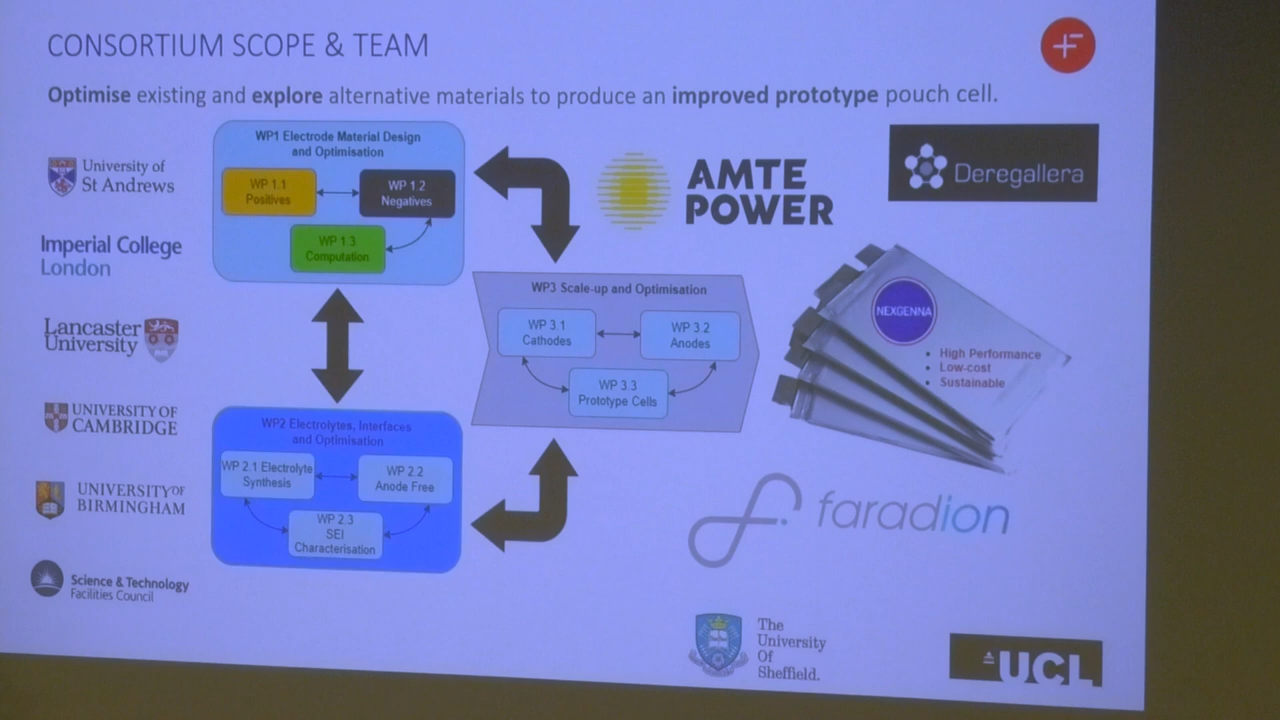 CONSORTIUM SCOPE & TEAM
Optimise existing and explore alternative materials to produce an improved prototype pouch cell.
University of
St Andrews
Imperial College
London
Lancaster
University
UNIVERSITY OF
CAMBRIDGE
UNIVERSITY OF
BIRMINGHAM
Science & Technology
Facilities Council
WP1 Electrode Material Design
and Optimisation
WP 1.1
Positives
WP 1.2
Negatives
WP 1.3
Computation
WP2 Electrolytes, Interfaces
and Optimisation
WP 2.1 Electrolyte
Synthesis
WP 2.2
Anode Free
WP 2.3
SEI
Characterisation
WP3 Scale-up and Optimisation
WP 3.1
Cathodes
WP 3.2
Anodes
WP 3.3
Prototype Cells
AMTE
POWER
Deregallera
NEXGENNA
• High Performance
• Low-cost
• Sustainable
faradion
The
University
Of
Sheffield.
UCL